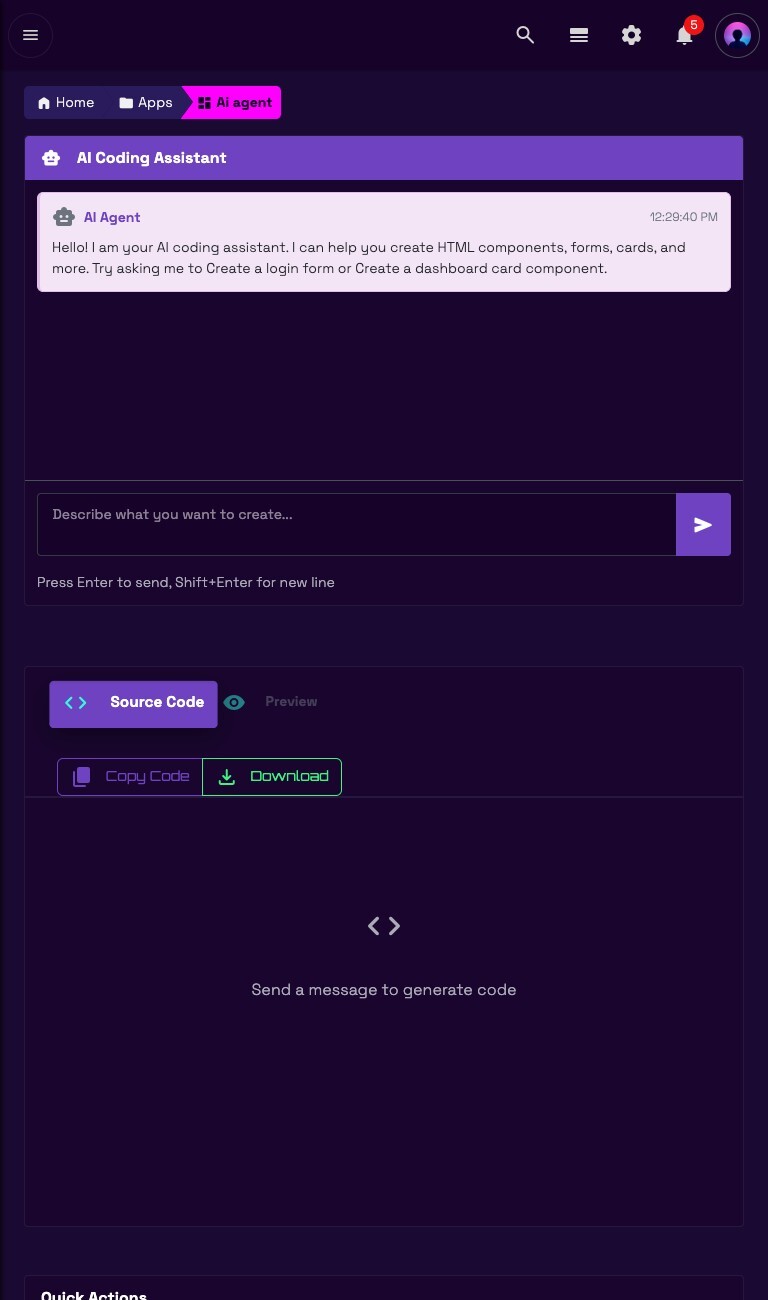 5
Home Apps Ai agent
AI Coding Assistant
AI Agent 12:29:40 PM
Hello! I am your AI coding assistant. I can help you create HTML components, forms, cards, and
more. Try asking me to Create a login form or Create a dashboard card component.
Describe what you want to create...
Press Enter to send, Shift+Enter for new line
Source Code Preview
Copy Code Download
Send a message to generate code
Quick Actions